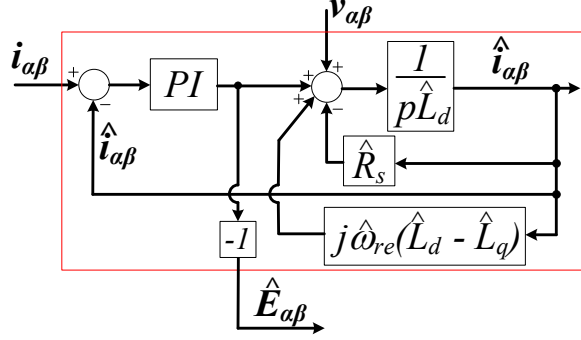 v_αβ
i_αβ
+
−
PI
+
+
+
−
1
pL̂_d
î_αβ
î_αβ
R̂_s
-1
jω̂_re(L̂_d - L̂_q)
Ê_αβ